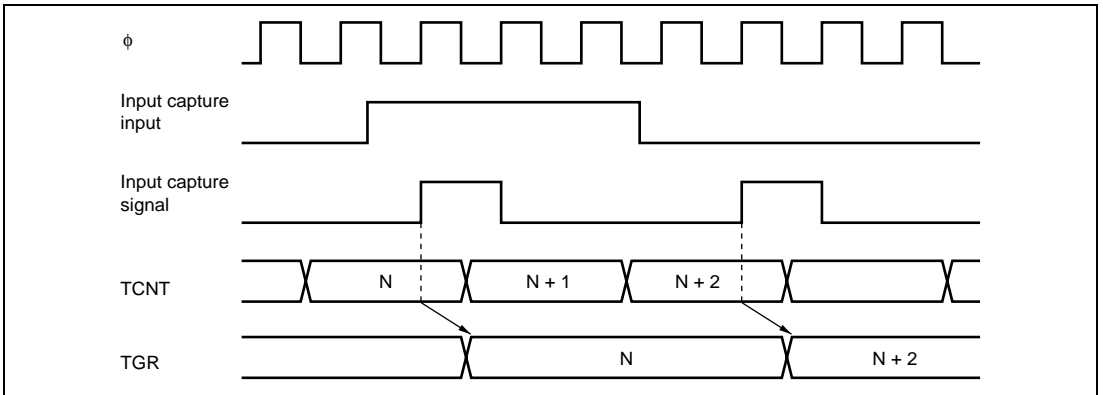 φ
Input capture
input
Input capture
signal
TCNT
N
N + 1
N + 2
TGR
N
N + 2